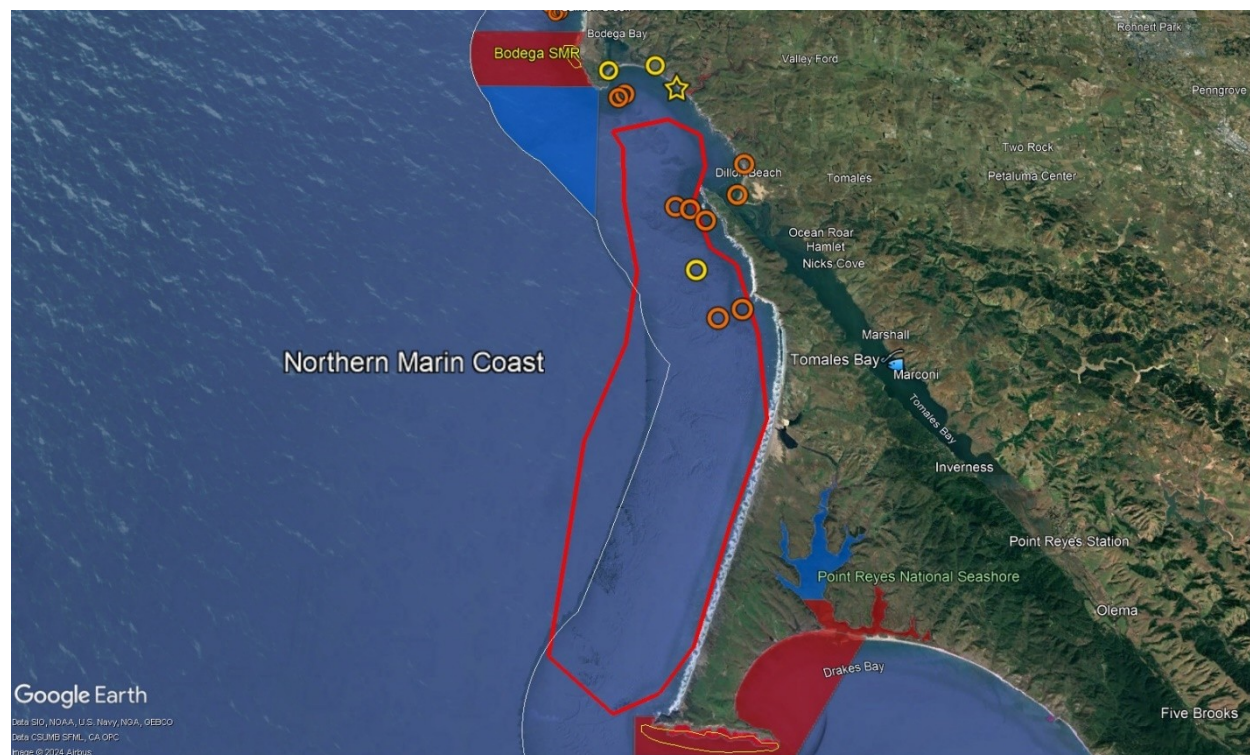 Bodega Bay
Rohnert Park
Bodega SMR
Valley Ford
Penngrove
Two Rock
Dillon Beach
Tomales
Petaluma Center
Ocean Roar
Hamlet
Nicks Cove
Marshall
Northern Marin Coast
Tomales Bay
Marconi
Tomales Bay
Inverness
Point Reyes Station
Point Reyes National Seashore
Olema
Drakes Bay
Google Earth
Five Brooks
Data SIO, NOAA, U.S. Navy, NGA, GEBCO
Data CSUMB SFML, CA OPC
Image © 2024 Airbus